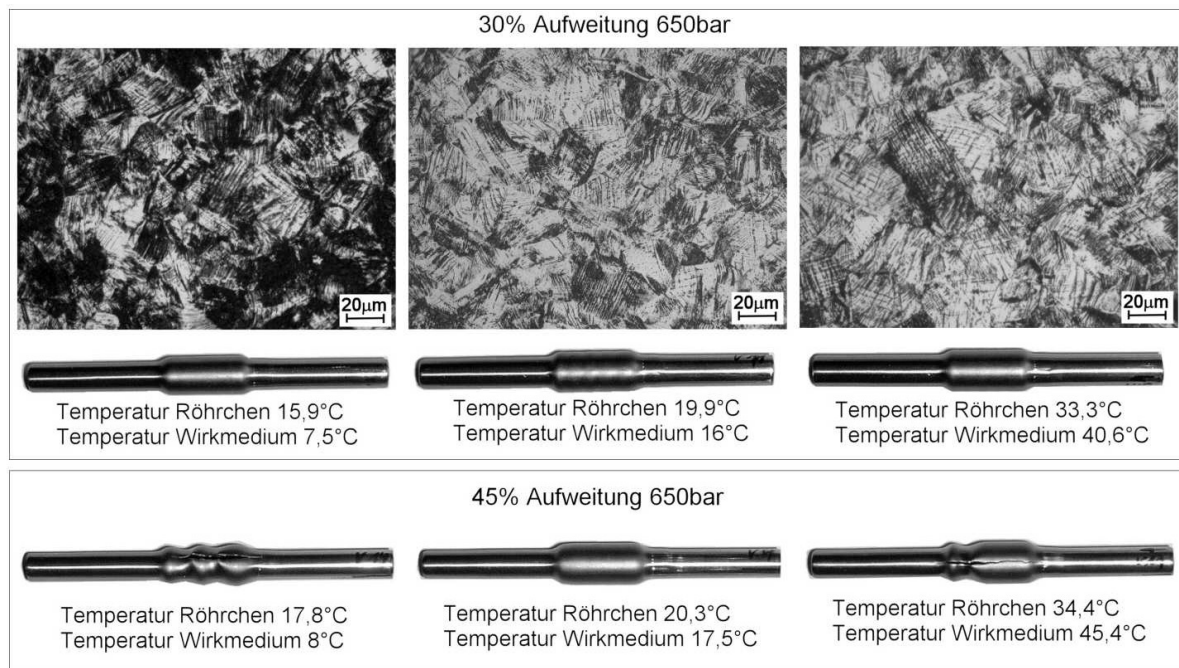 30% Aufweitung 650bar
20µm
20µm
20µm
Temperatur Röhrchen 15,9°C
Temperatur Wirkmedium 7,5°C
Temperatur Röhrchen 19,9°C
Temperatur Wirkmedium 16°C
Temperatur Röhrchen 33,3°C
Temperatur Wirkmedium 40,6°C
45% Aufweitung 650bar
Temperatur Röhrchen 17,8°C
Temperatur Wirkmedium 8°C
Temperatur Röhrchen 20,3°C
Temperatur Wirkmedium 17,5°C
Temperatur Röhrchen 34,4°C
Temperatur Wirkmedium 45,4°C